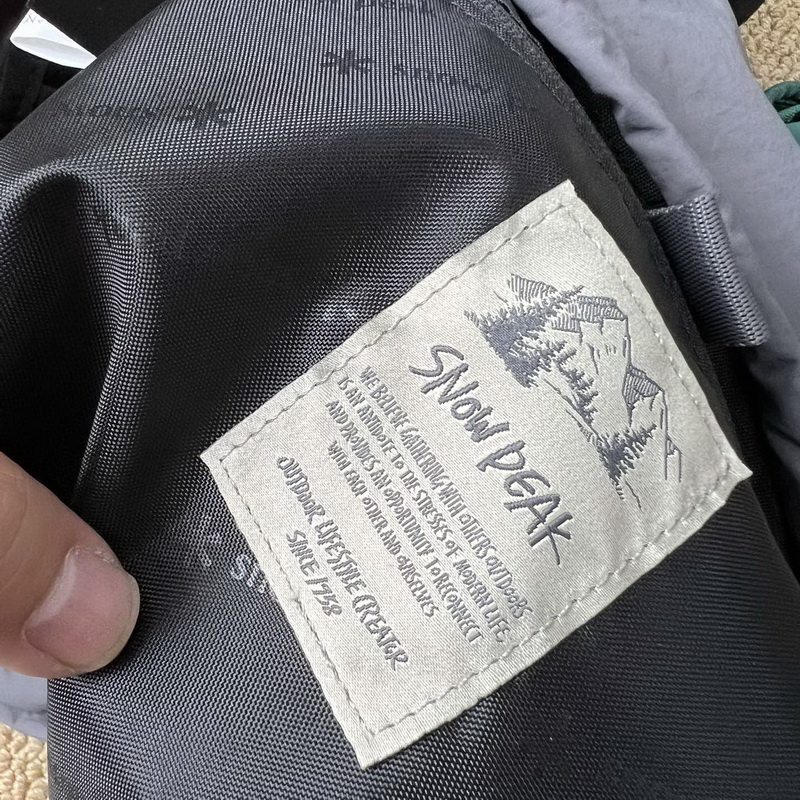 snow
SNOW PEAK
WE BELIEVE GATHERING WITH OTHERS OUTDOORS
IS AN ANTIDOTE TO THE STRESSES OF MODERN LIFE,
AND PROVIDES AN OPPORTUNITY TO RECONNECT
WITH EACH OTHER AND OURSELVES
OUTDOOR LIFESTYLE CREATOR
SINCE 1958